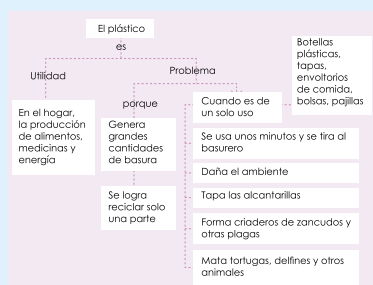 El plástico
es
Utilidad
Problema
En el hogar,
la producción
de alimentos,
medicinas y
energía
porque
Genera
grandes
cantidades
de basura
Se logra
reciclar solo
una parte
Cuando es de
un solo uso
Botellas
plásticas,
tapas,
envoltorios
de comida,
bolsas, pajillas
Se usa unos minutos y se tira al
basurero
Daña el ambiente
Tapa las alcantarillas
Forma criaderos de zancudos y
otras plagas
Mata tortugas, delfines y otros
animales